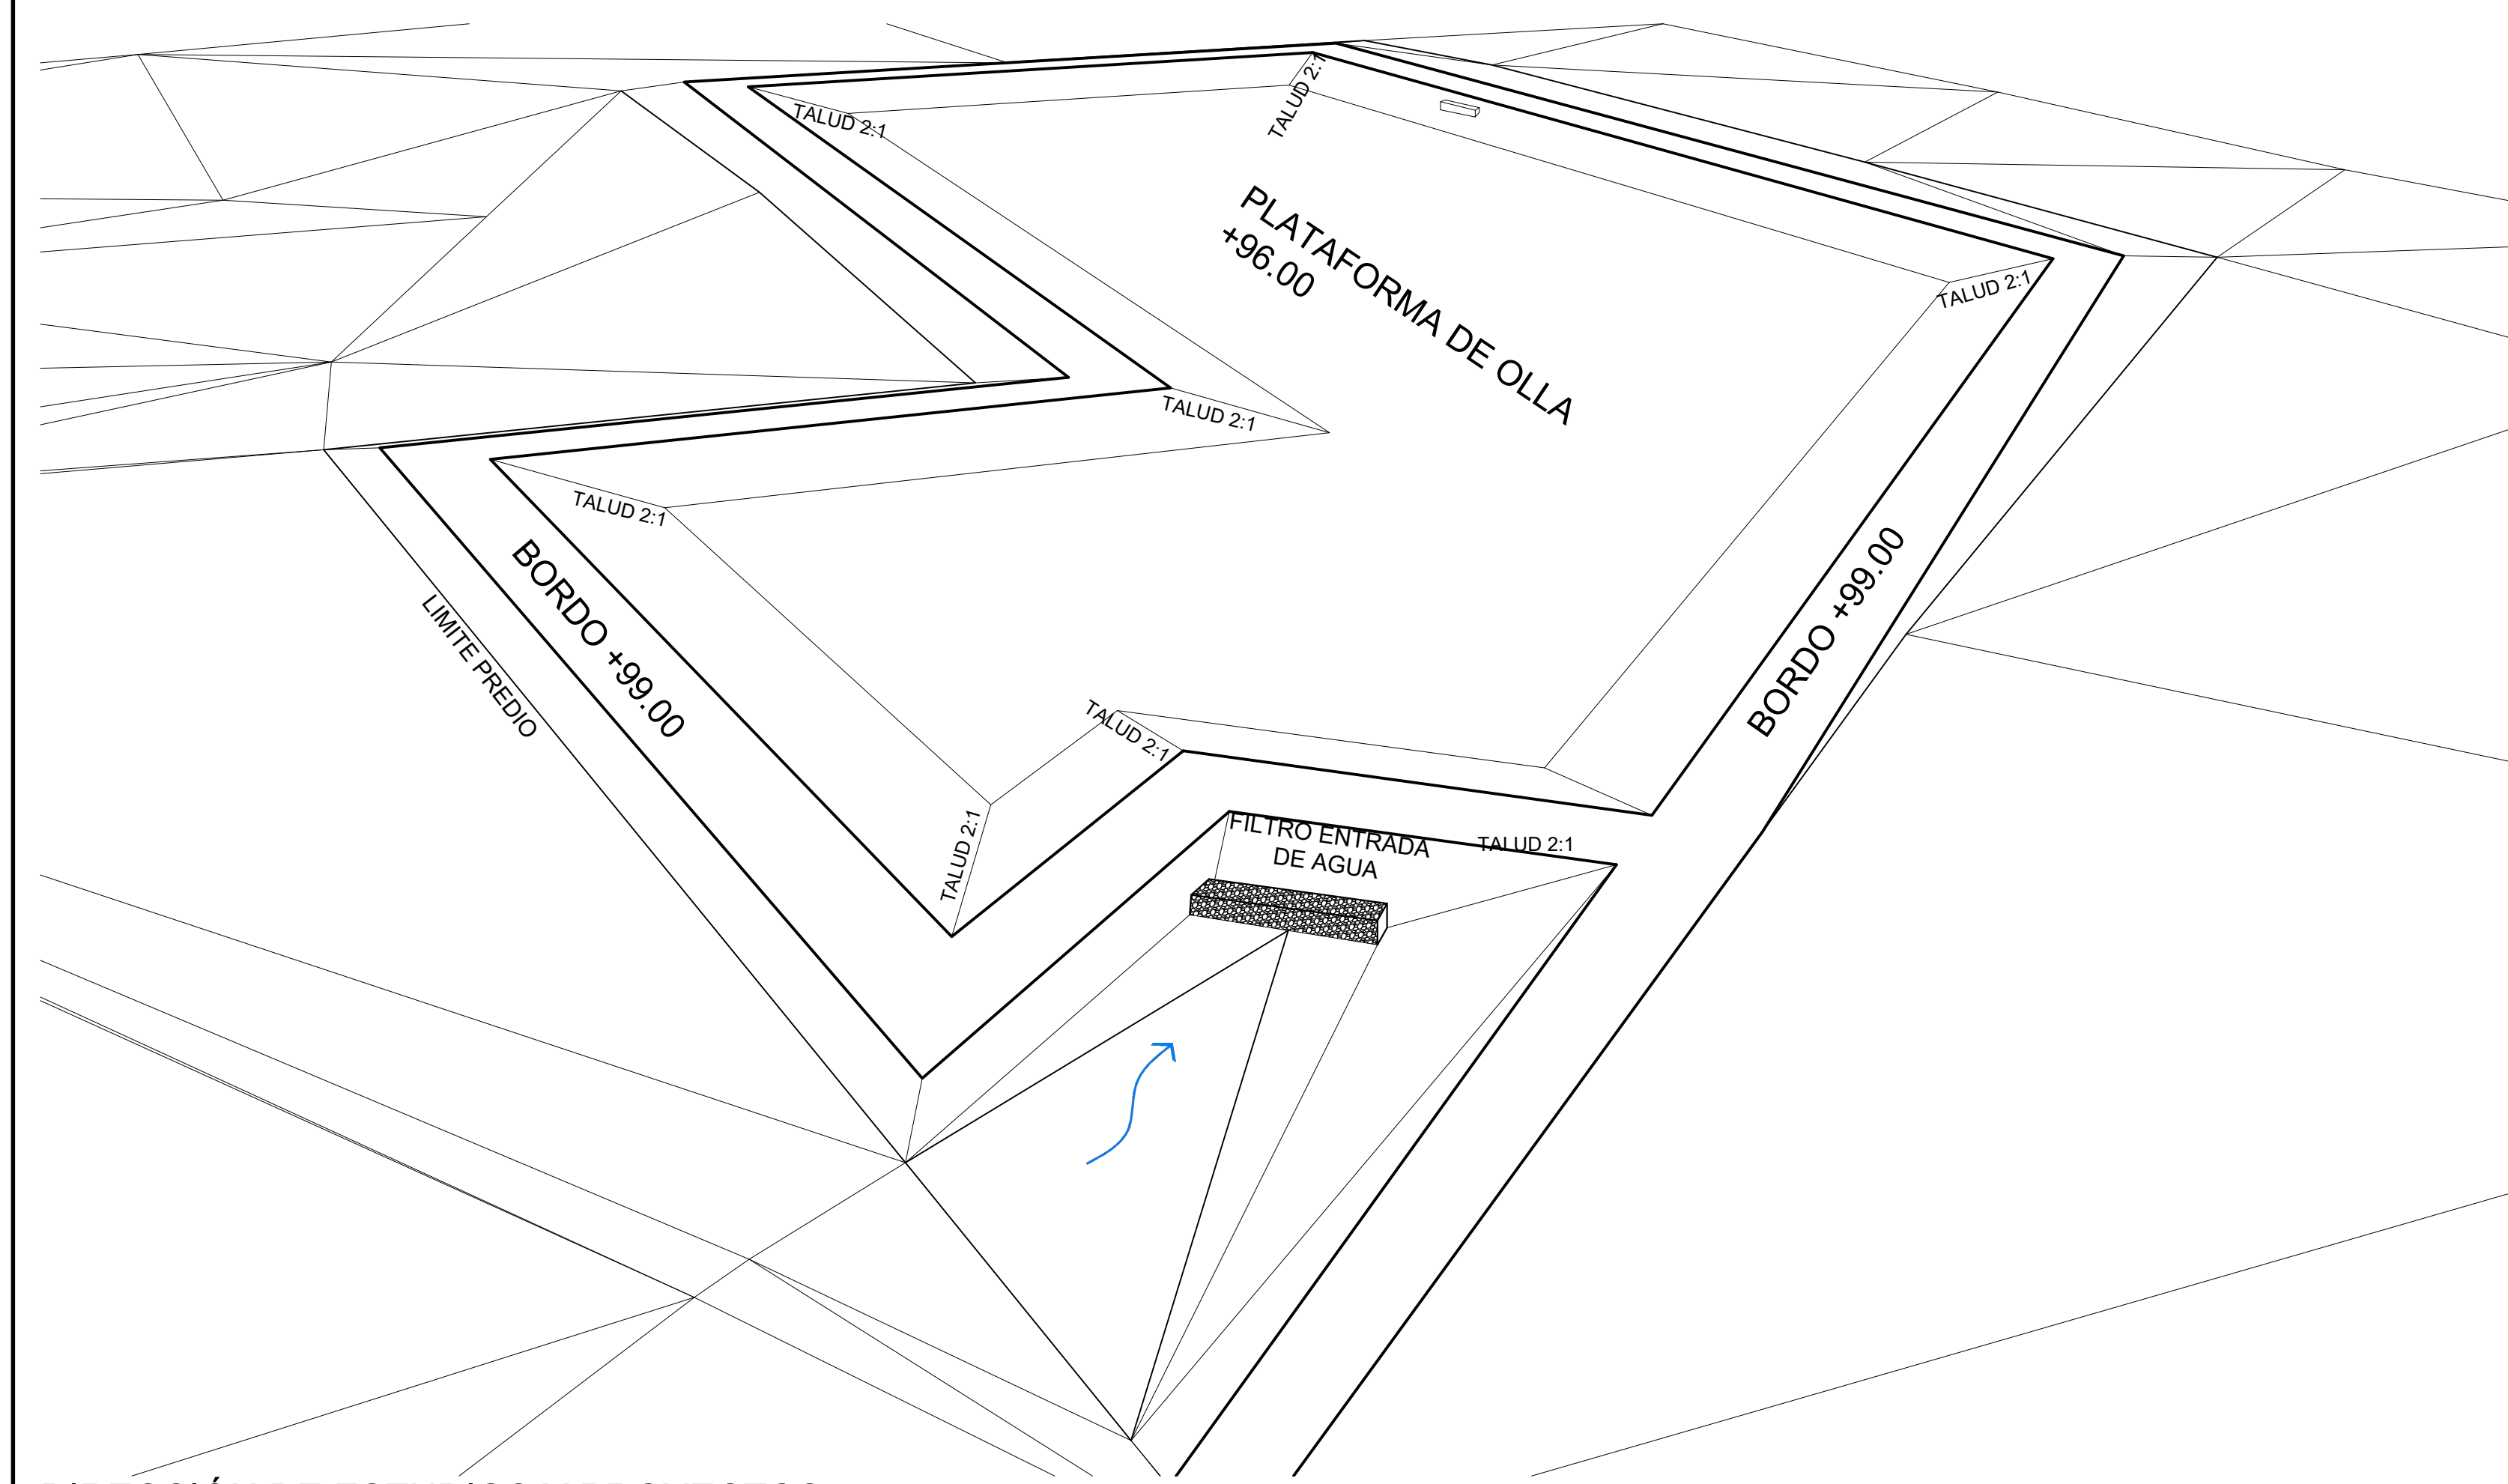 TALUD 2:1
TALUD 2:1
PLATAFORMA DE OLLA
+96.00
TALUD 2:1
TALUD 2:1
TALUD 2:1
BORDO +99.00
LIMITE PREDIO
BORDO +99.00
TALUD 2:1
TALUD 2:1
FILTRO ENTRADA
DE AGUA
TALUD 2:1